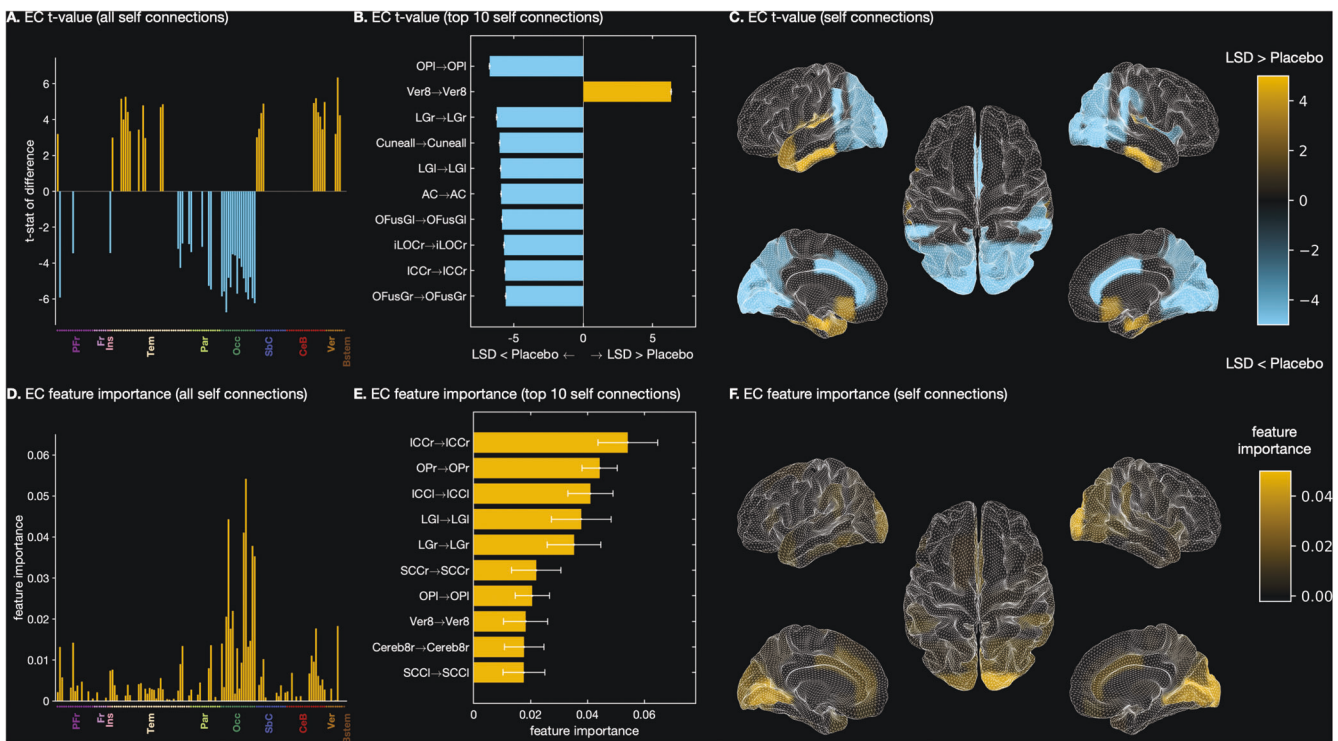 A. EC t-value (all self connections)
B. EC t-value (top 10 self connections)
C. EC t-value (self connections)
t-stat of difference
6
4
2
0
−2
−4
−6
PFr
Fr
Ins
Tem
Par
Occ
SbC
CeB
Ver
Bstem
OPl→OPl
Ver8→Ver8
LGr→LGr
Cuneall→Cuneall
LGl→LGl
AC→AC
OFusGl→OFusGl
iLOCr→iLOCr
ICCr→ICCr
OFusGr→OFusGr
-5
0
5
LSD < Placebo ← → LSD > Placebo
LSD > Placebo
4
2
0
−2
−4
LSD < Placebo
D. EC feature importance (all self connections)
E. EC feature importance (top 10 self connections)
F. EC feature importance (self connections)
feature importance
0.06
0.05
0.04
0.03
0.02
0.01
0
PFr
Fr
Ins
Tem
Par
Occ
SbC
CeB
Ver
Bstem
ICCr→ICCr
OPr→OPr
ICCl→ICCl
LGl→LGl
LGr→LGr
SCCr→SCCr
OPl→OPl
Ver8→Ver8
Cereb8r→Cereb8r
SCCl→SCCl
0
0.02
0.04
0.06
feature importance
feature
importance
0.04
0.02
0.00